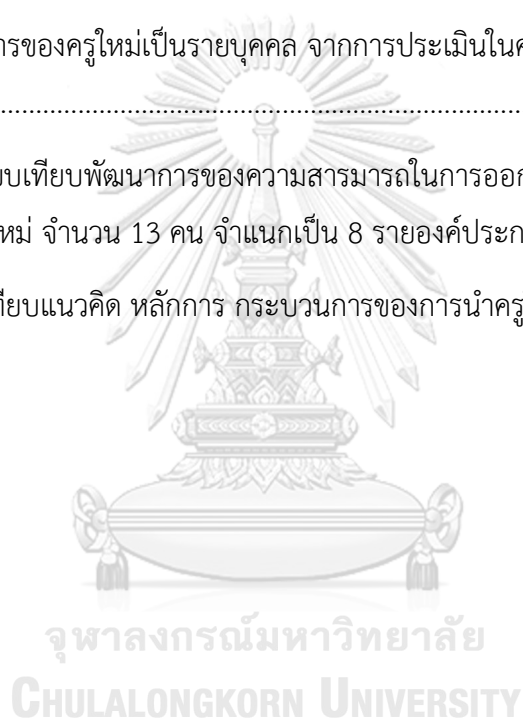 ารของครูใหม่เป็นรายบุคคล จากการประเมินในค
........................................................................................
บเทียบพัฒนาการของความสารมารถในการออก
หม่ จำนวน 13 คน จำแนกเป็น 8 รายองค์ประก
ทียบแนวคิด หลักการ กระบวนการของการนำครู
จุฬาลงกรณ์มหาวิทยาลัย
CHULALONGKORN UNIVERSITY